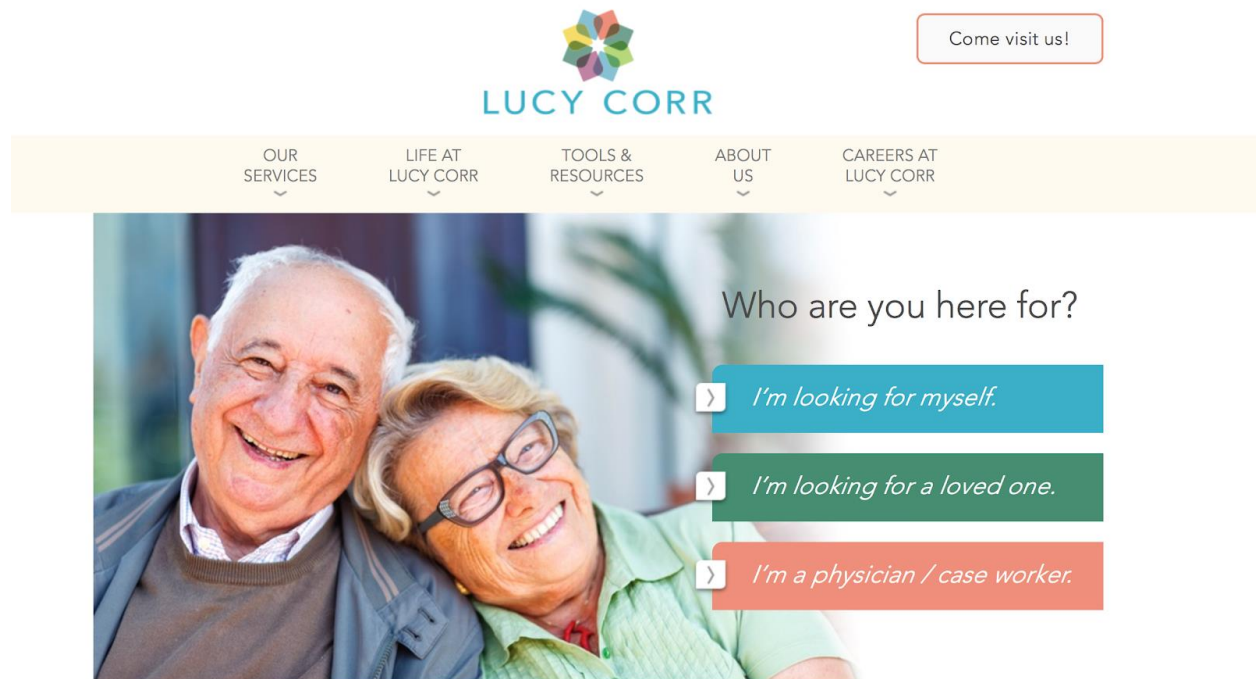 LUCY CORR
Come visit us!
OUR
SERVICES
LIFE AT
LUCY CORR
TOOLS &
RESOURCES
ABOUT
US
CAREERS AT
LUCY CORR
Who are you here for?
I'm looking for myself.
I'm looking for a loved one.
I'm a physician / case worker.